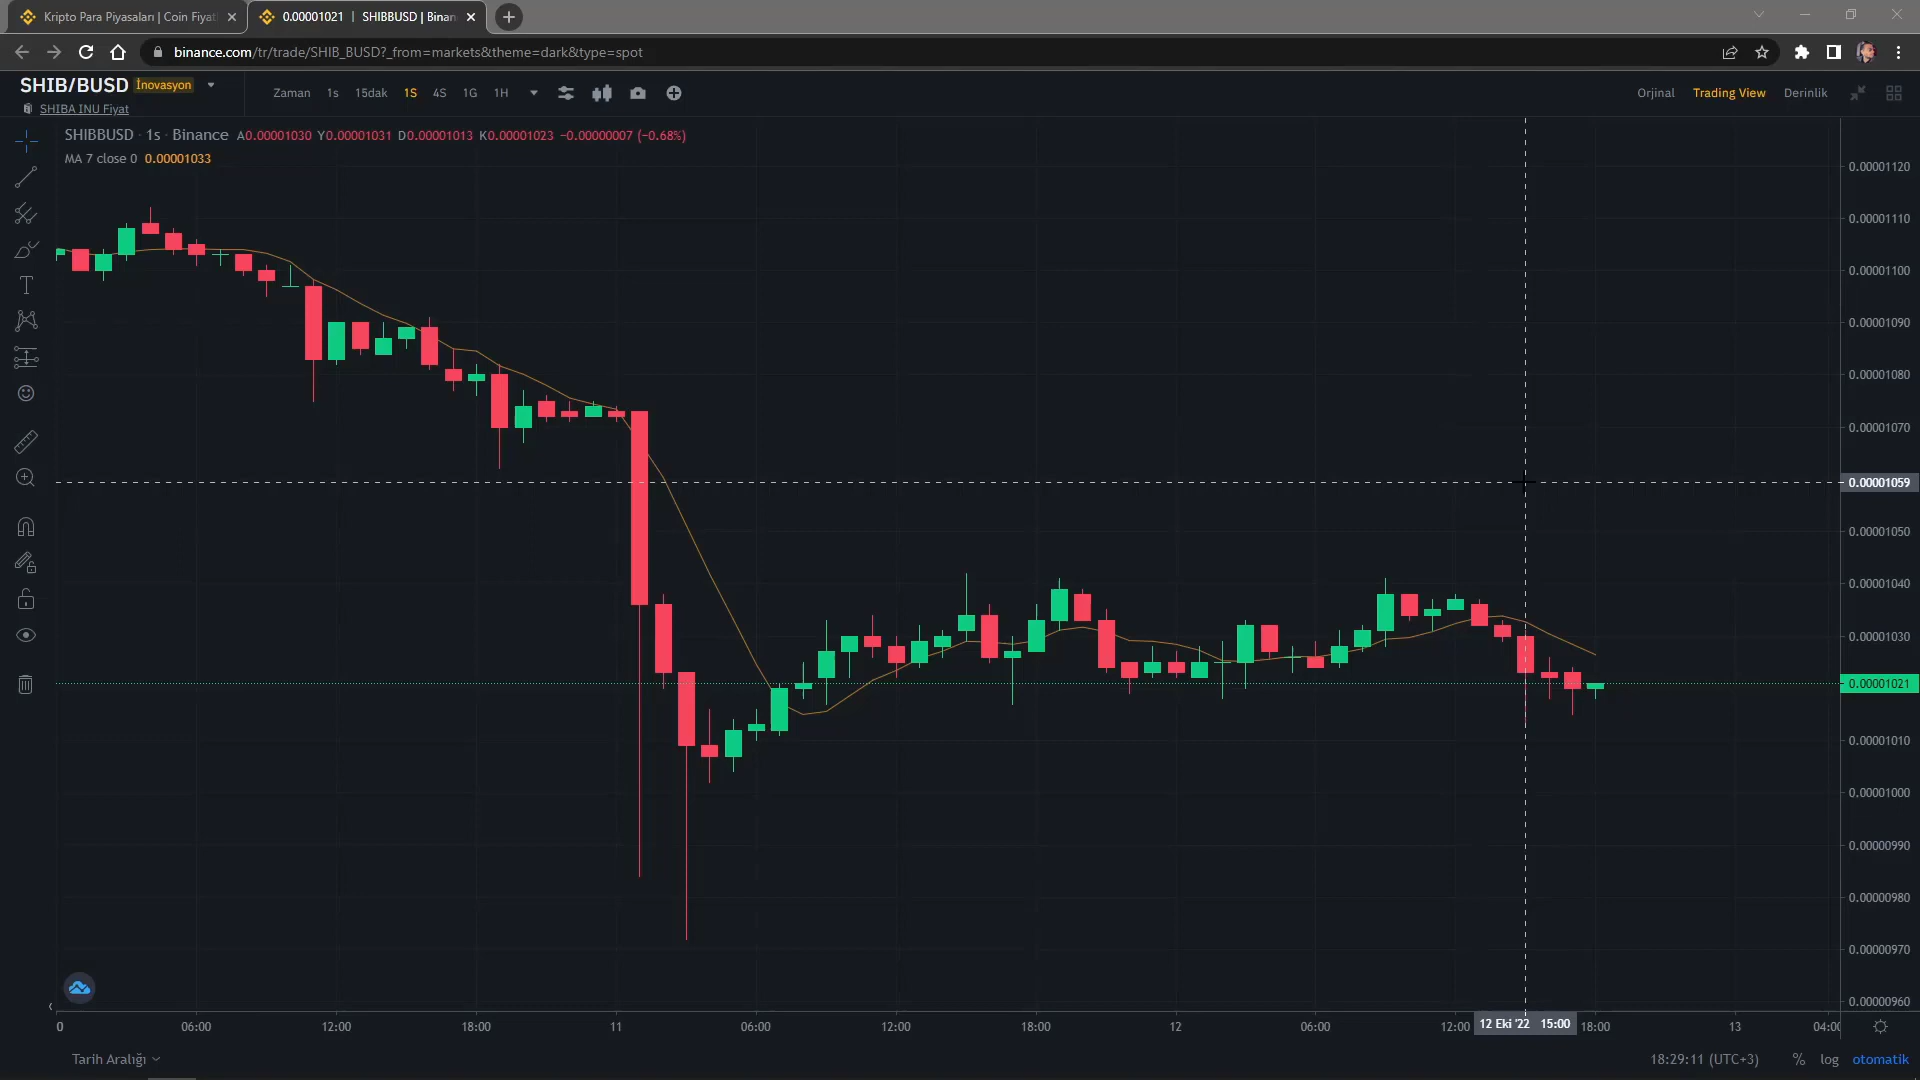 Kripto Para Piyasaları | Coin Fiyat
0.00001021 | SHIBBUSD | Binan
binance.com/tr/trade/SHIB_BUSD?_from=markets&theme=dark&type=spot
SHIB/BUSD İnovasyon
SHIBA INU Fiyat
Zaman 1s 15dak 1S 4S 1G 1H
Orjinal Trading View Derinlik
SHIBBUSD · 1s · Binance A0.00001030 Y0.00001031 D0.00001013 K0.00001023 −0.00000007 (−0.68%)
MA 7 close 0 0.00001033
0.00001120
0.00001110
0.00001100
0.00001090
0.00001080
0.00001070
0.00001059
0.00001050
0.00001040
0.00001030
0.00001021
0.00001010
0.00001000
0.00000990
0.00000980
0.00000970
0.00000960
0 06:00 12:00 18:00 11 06:00 12:00 18:00 12 06:00 12:00 12 Eki '22 15:00 18:00 13 04:00
Tarih Aralığı
18:29:11 (UTC+3) % log otomatik